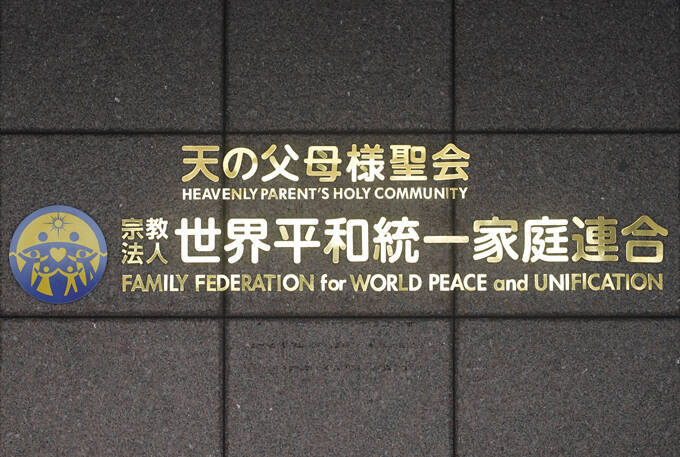 天の父母様聖会
HEAVENLY PARENT'S HOLY COMMUNITY
宗教法人 世界平和統一家庭連合
FAMILY FEDERATION for WORLD PEACE and UNIFICATION